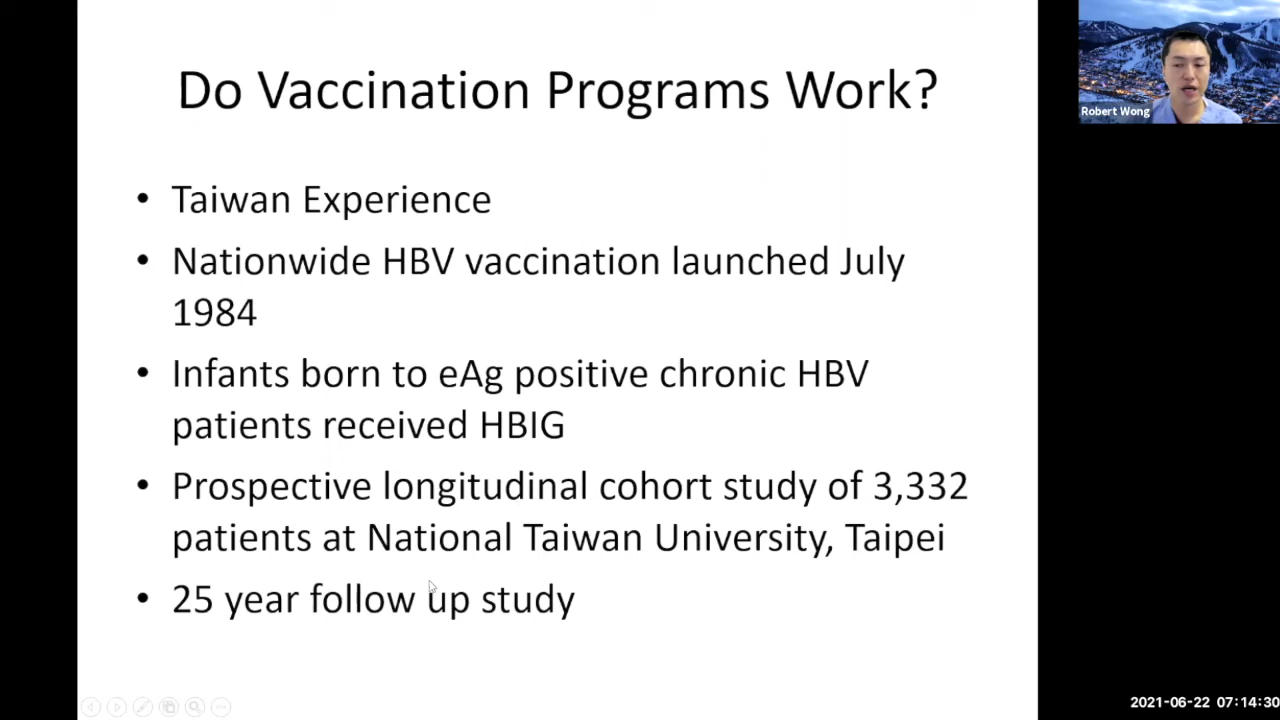 Do Vaccination Programs Work?
• Taiwan Experience
• Nationwide HBV vaccination launched July
1984
• Infants born to eAg positive chronic HBV
patients received HBIG
• Prospective longitudinal cohort study of 3,332
patients at National Taiwan University, Taipei
• 25 year follow up study
Robert Wong
2021-06-22 07:14:30